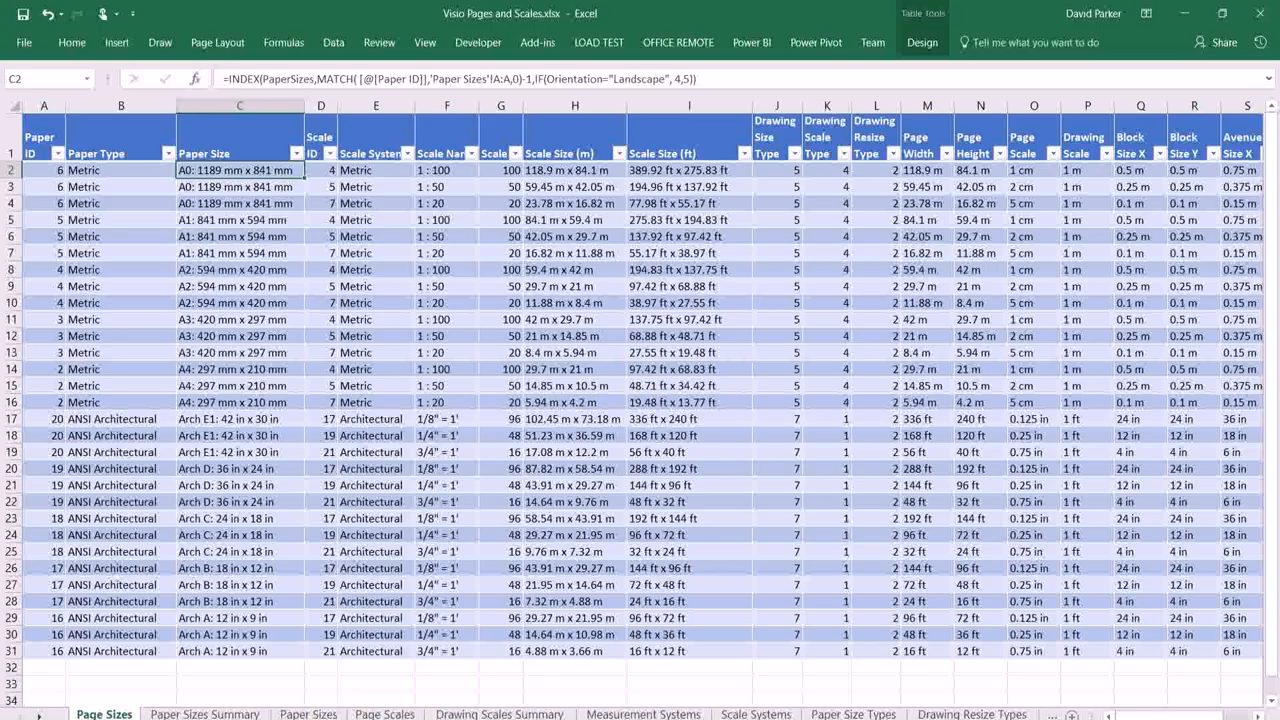 Visio Pages and Scales.xlsx - Excel
Table Tools
David Parker
File Home Insert Draw Page Layout Formulas Data Review View Developer Add-ins LOAD TEST OFFICE REMOTE Power BI Power Pivot Team Design Tell me what you want to do Share
C2 fx =INDEX(PaperSizes,MATCH( [@[Paper ID]],'Paper Sizes'!A:A,0)-1,IF(Orientation="Landscape", 4,5))
A B C D E F G H I J K L M N O P Q R S
1 Paper ID Paper Type Paper Size Scale ID Scale System Scale Nar Scale Scale Size (m) Scale Size (ft) Drawing Size Type Drawing Scale Type Drawing Resize Type Page Width Page Height Page Scale Drawing Scale Block Size X Block Size Y Avenue Size X
2 6 Metric A0: 1189 mm x 841 mm 4 Metric 1 : 100 100 118.9 m x 84.1 m 389.92 ft x 275.83 ft 5 4 2 118.9 m 84.1 m 1 cm 1 m 0.5 m 0.5 m 0.75 m
3 6 Metric A0: 1189 mm x 841 mm 5 Metric 1 : 50 50 59.45 m x 42.05 m 194.96 ft x 137.92 ft 5 4 2 59.45 m 42.05 m 2 cm 1 m 0.25 m 0.25 m 0.375 m
4 6 Metric A0: 1189 mm x 841 mm 7 Metric 1 : 20 20 23.78 m x 16.82 m 77.98 ft x 55.17 ft 5 4 2 23.78 m 16.82 m 5 cm 1 m 0.1 m 0.1 m 0.15 m
5 5 Metric A1: 841 mm x 594 mm 4 Metric 1 : 100 100 84.1 m x 59.4 m 275.83 ft x 194.83 ft 5 4 2 84.1 m 59.4 m 1 cm 1 m 0.5 m 0.5 m 0.75 m
6 5 Metric A1: 841 mm x 594 mm 5 Metric 1 : 50 50 42.05 m x 29.7 m 137.92 ft x 97.42 ft 5 4 2 42.05 m 29.7 m 2 cm 1 m 0.25 m 0.25 m 0.375 m
7 5 Metric A1: 841 mm x 594 mm 7 Metric 1 : 20 20 16.82 m x 11.88 m 55.17 ft x 38.97 ft 5 4 2 16.82 m 11.88 m 5 cm 1 m 0.1 m 0.1 m 0.15 m
8 4 Metric A2: 594 mm x 420 mm 4 Metric 1 : 100 100 59.4 m x 42 m 194.83 ft x 137.75 ft 5 4 2 59.4 m 42 m 1 cm 1 m 0.5 m 0.5 m 0.75 m
9 4 Metric A2: 594 mm x 420 mm 5 Metric 1 : 50 50 29.7 m x 21 m 97.42 ft x 68.88 ft 5 4 2 29.7 m 21 m 2 cm 1 m 0.25 m 0.25 m 0.375 m
10 4 Metric A2: 594 mm x 420 mm 7 Metric 1 : 20 20 11.88 m x 8.4 m 38.97 ft x 27.55 ft 5 4 2 11.88 m 8.4 m 5 cm 1 m 0.1 m 0.1 m 0.15 m
11 3 Metric A3: 420 mm x 297 mm 4 Metric 1 : 100 100 42 m x 29.7 m 137.75 ft x 97.42 ft 5 4 2 42 m 29.7 m 1 cm 1 m 0.5 m 0.5 m 0.75 m
12 3 Metric A3: 420 mm x 297 mm 5 Metric 1 : 50 50 21 m x 14.85 m 68.88 ft x 48.71 ft 5 4 2 21 m 14.85 m 2 cm 1 m 0.25 m 0.25 m 0.375 m
13 3 Metric A3: 420 mm x 297 mm 7 Metric 1 : 20 20 8.4 m x 5.94 m 27.55 ft x 19.48 ft 5 4 2 8.4 m 5.94 m 5 cm 1 m 0.1 m 0.1 m 0.15 m
14 2 Metric A4: 297 mm x 210 mm 4 Metric 1 : 100 100 29.7 m x 21 m 97.42 ft x 68.83 ft 5 4 2 29.7 m 21 m 1 cm 1 m 0.5 m 0.5 m 0.75 m
15 2 Metric A4: 297 mm x 210 mm 5 Metric 1 : 50 50 14.85 m x 10.5 m 48.71 ft x 34.42 ft 5 4 2 14.85 m 10.5 m 2 cm 1 m 0.25 m 0.25 m 0.375 m
16 2 Metric A4: 297 mm x 210 mm 7 Metric 1 : 20 20 5.94 m x 4.2 m 19.48 ft x 13.77 ft 5 4 2 5.94 m 4.2 m 5 cm 1 m 0.1 m 0.1 m 0.15 m
17 20 ANSI Architectural Arch E1: 42 in x 30 in 17 Architectural 1/8" = 1' 96 102.45 m x 73.18 m 336 ft x 240 ft 7 1 2 336 ft 240 ft 0.125 in 1 ft 24 in 24 in 36 in
18 20 ANSI Architectural Arch E1: 42 in x 30 in 19 Architectural 1/4" = 1' 48 51.23 m x 36.59 m 168 ft x 120 ft 7 1 2 168 ft 120 ft 0.25 in 1 ft 12 in 12 in 18 in
19 20 ANSI Architectural Arch E1: 42 in x 30 in 21 Architectural 3/4" = 1' 16 17.08 m x 12.2 m 56 ft x 40 ft 7 1 2 56 ft 40 ft 0.75 in 1 ft 4 in 4 in 6 in
20 19 ANSI Architectural Arch D: 36 in x 24 in 17 Architectural 1/8" = 1' 96 87.82 m x 58.54 m 288 ft x 192 ft 7 1 2 288 ft 192 ft 0.125 in 1 ft 24 in 24 in 36 in
21 19 ANSI Architectural Arch D: 36 in x 24 in 19 Architectural 1/4" = 1' 48 43.91 m x 29.27 m 144 ft x 96 ft 7 1 2 144 ft 96 ft 0.25 in 1 ft 12 in 12 in 18 in
22 19 ANSI Architectural Arch D: 36 in x 24 in 21 Architectural 3/4" = 1' 16 14.64 m x 9.76 m 48 ft x 32 ft 7 1 2 48 ft 32 ft 0.75 in 1 ft 4 in 4 in 6 in
23 18 ANSI Architectural Arch C: 24 in x 18 in 17 Architectural 1/8" = 1' 96 58.54 m x 43.91 m 192 ft x 144 ft 7 1 2 192 ft 144 ft 0.125 in 1 ft 24 in 24 in 36 in
24 18 ANSI Architectural Arch C: 24 in x 18 in 19 Architectural 1/4" = 1' 48 29.27 m x 21.95 m 96 ft x 72 ft 7 1 2 96 ft 72 ft 0.25 in 1 ft 12 in 12 in 18 in
25 18 ANSI Architectural Arch C: 24 in x 18 in 21 Architectural 3/4" = 1' 16 9.76 m x 7.32 m 32 ft x 24 ft 7 1 2 32 ft 24 ft 0.75 in 1 ft 4 in 4 in 6 in
26 17 ANSI Architectural Arch B: 18 in x 12 in 17 Architectural 1/8" = 1' 96 43.91 m x 29.27 m 144 ft x 96 ft 7 1 2 144 ft 96 ft 0.125 in 1 ft 24 in 24 in 36 in
27 17 ANSI Architectural Arch B: 18 in x 12 in 19 Architectural 1/4" = 1' 48 21.95 m x 14.64 m 72 ft x 48 ft 7 1 2 72 ft 48 ft 0.25 in 1 ft 12 in 12 in 18 in
28 17 ANSI Architectural Arch B: 18 in x 12 in 21 Architectural 3/4" = 1' 16 7.32 m x 4.88 m 24 ft x 16 ft 7 1 2 24 ft 16 ft 0.75 in 1 ft 4 in 4 in 6 in
29 16 ANSI Architectural Arch A: 12 in x 9 in 17 Architectural 1/8" = 1' 96 29.27 m x 21.95 m 96 ft x 72 ft 7 1 2 96 ft 72 ft 0.125 in 1 ft 24 in 24 in 36 in
30 16 ANSI Architectural Arch A: 12 in x 9 in 19 Architectural 1/4" = 1' 48 14.64 m x 10.98 m 48 ft x 36 ft 7 1 2 48 ft 36 ft 0.25 in 1 ft 12 in 12 in 18 in
31 16 ANSI Architectural Arch A: 12 in x 9 in 21 Architectural 3/4" = 1' 16 4.88 m x 3.66 m 16 ft x 12 ft 7 1 2 16 ft 12 ft 0.75 in 1 ft 4 in 4 in 6 in
32
33
34
Page Sizes Paper Sizes Summary Paper Sizes Page Scales Drawing Scales Summary Measurement Systems Scale Systems Paper Size Types Drawing Resize Types ...